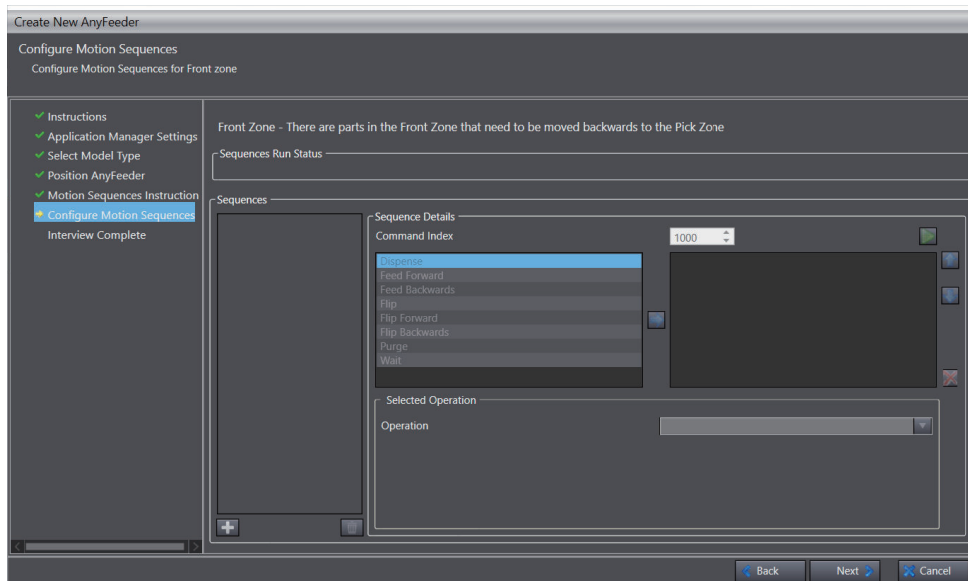 Create New AnyFeeder
Configure Motion Sequences
Configure Motion Sequences for Front zone
Instructions
Application Manager Settings
Select Model Type
Position AnyFeeder
Motion Sequences Instruction
Configure Motion Sequences
Interview Complete
Front Zone - There are parts in the Front Zone that need to be moved backwards to the Pick Zone
Sequences Run Status
Sequences
Sequence Details
Command Index
1000
Dispense
Feed Forward
Feed Backwards
Flip
Flip Forward
Flip Backwards
Purge
Wait
Selected Operation
Operation
Back
Next
Cancel